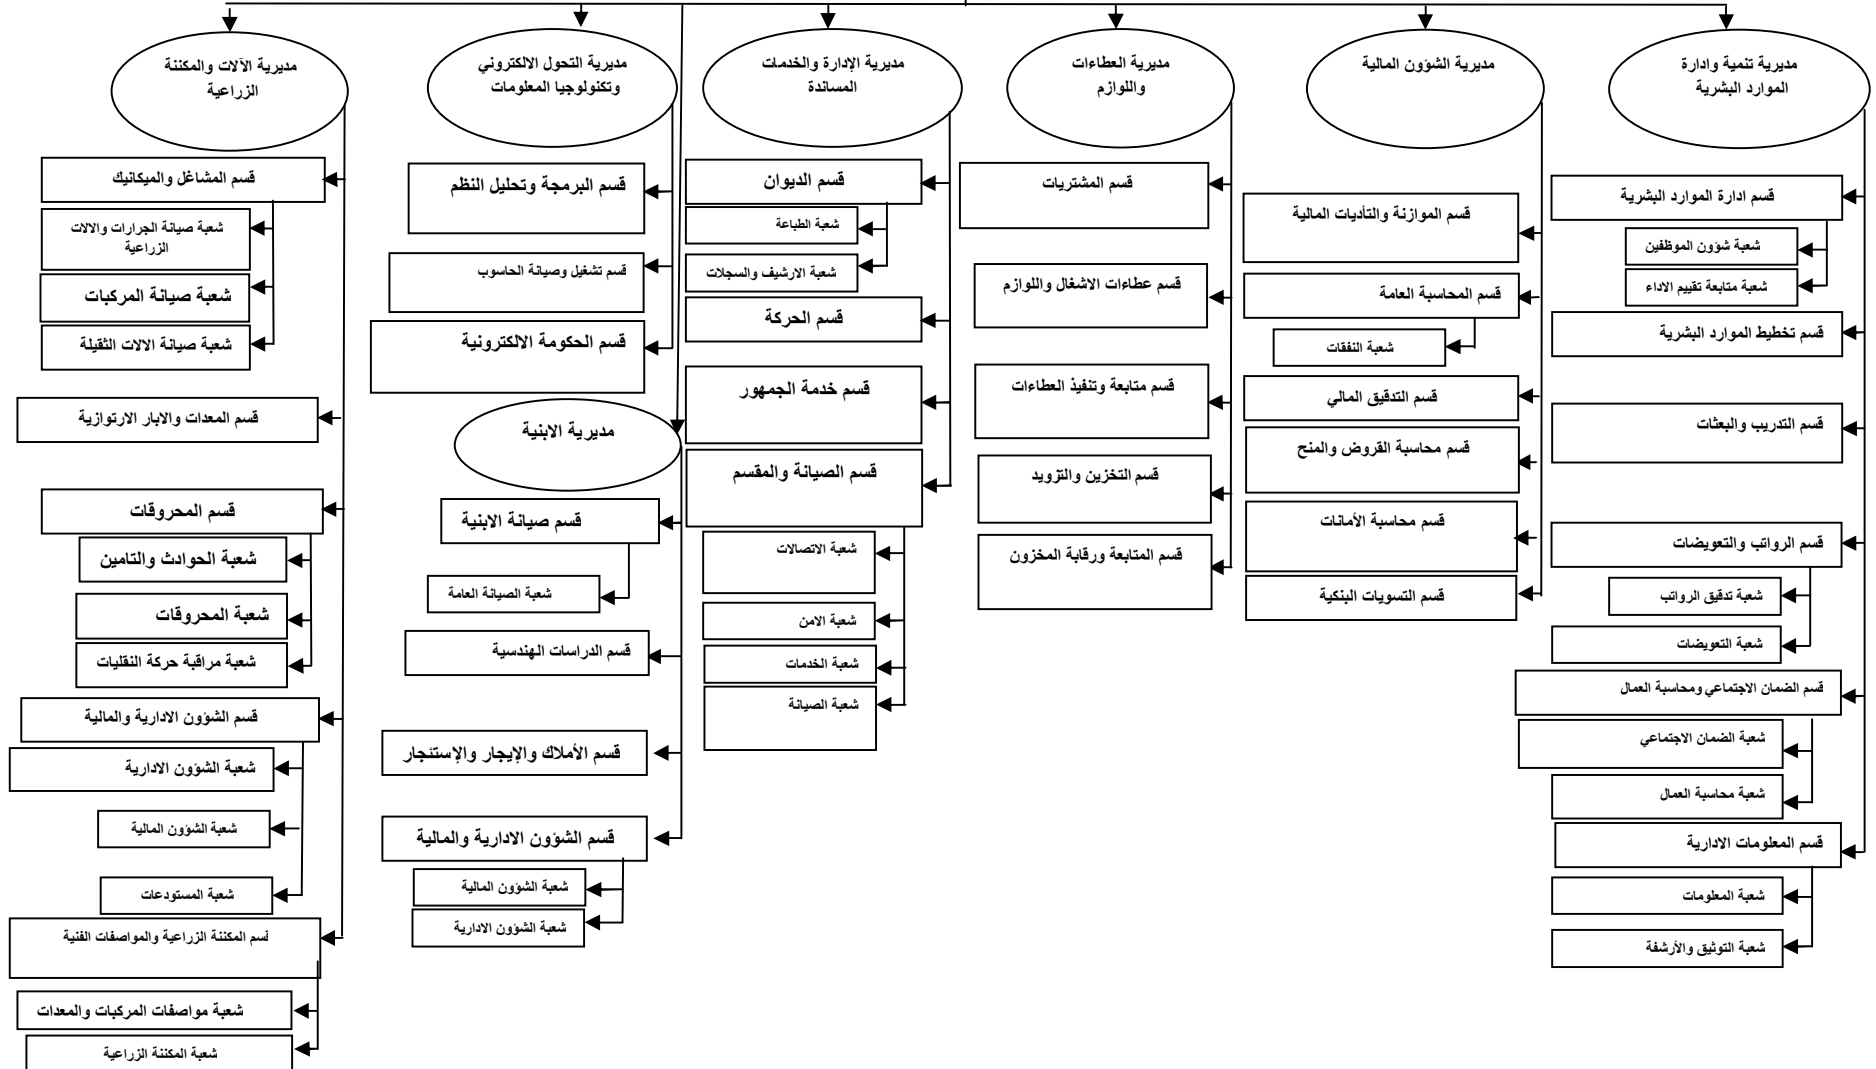 مديرية تنمية وادارة
الموارد البشرية
قسم ادارة الموارد البشرية
شعبة شؤون الموظفين
شعبة متابعة تقييم الاداء
قسم تخطيط الموارد البشرية
قسم التدريب والبعثات
قسم الرواتب والتعويضات
شعبة تدقيق الرواتب
شعبة التعويضات
قسم الضمان الاجتماعي ومحاسبة العمال
شعبة الضمان الاجتماعي
شعبة محاسبة العمال
قسم المعلومات الادارية
شعبة المعلومات
شعبة التوثيق والأرشفة
مديرية الشؤون المالية
قسم الموازنة والتأديات المالية
قسم المحاسبة العامة
شعبة النفقات
قسم التدقيق المالي
قسم محاسبة القروض والمنح
قسم محاسبة الأمانات
قسم التسويات البنكية
مديرية العطاءات
واللوازم
قسم المشتريات
قسم عطاءات الاشغال واللوازم
قسم متابعة وتنفيذ العطاءات
قسم التخزين والتزويد
قسم المتابعة ورقابة المخزون
مديرية الإدارة والخدمات
المساندة
قسم الديوان
شعبة الطباعة
شعبة الارشيف والسجلات
قسم الحركة
قسم خدمة الجمهور
قسم الصيانة والمقسم
شعبة الاتصالات
شعبة الامن
شعبة الخدمات
شعبة الصيانة
مديرية التحول الالكتروني
وتكنولوجيا المعلومات
قسم البرمجة وتحليل النظم
قسم تشغيل وصيانة الحاسوب
قسم الحكومة الالكترونية
مديرية الابنية
قسم صيانة الابنية
شعبة الصيانة العامة
قسم الدراسات الهندسية
قسم الأملاك والإيجار والإستئجار
قسم الشؤون الادارية والمالية
شعبة الشؤون المالية
شعبة الشؤون الادارية
مديرية الآلات والمكننة
الزراعية
قسم المشاغل والميكانيك
شعبة صيانة الجرارات والالات
الزراعية
شعبة صيانة المركبات
شعبة صيانة الالات الثقيلة
قسم المعدات والابار الارتوازية
قسم المحروقات
شعبة الحوادث والتامين
شعبة المحروقات
شعبة مراقبة حركة النقليات
قسم الشؤون الادارية والمالية
شعبة الشؤون الادارية
شعبة الشؤون المالية
شعبة المستودعات
قسم المكننة الزراعية والمواصفات الفنية
شعبة مواصفات المركبات والمعدات
شعبة المكننة الزراعية